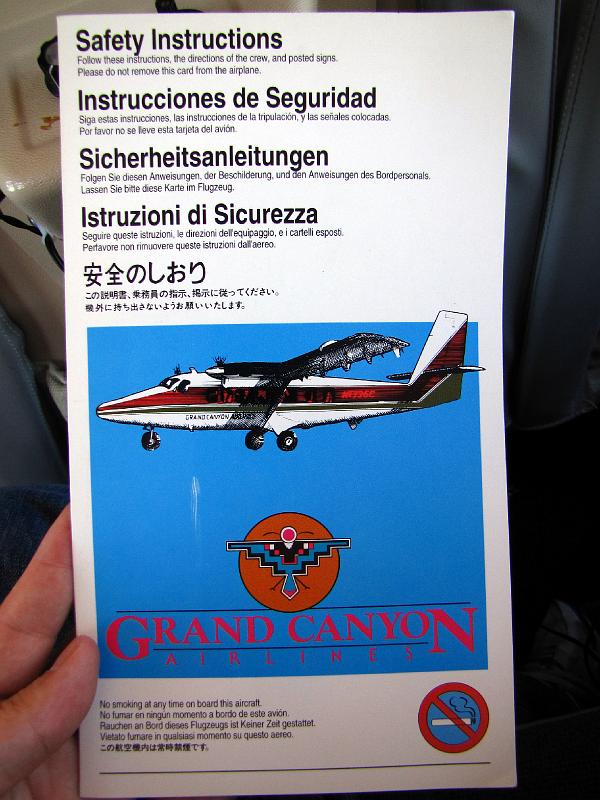 Safety Instructions
Follow these instructions, the directions of the crew, and posted signs.
Please do not remove this card from the airplane.
Instrucciones de Seguridad
Siga estas instrucciones, las instrucciones de la tripulación, y las señales colocadas.
Por favor no se lleve esta tarjeta del avión.
Sicherheitsanleitungen
Folgen Sie diesen Anweisungen, der Beschilderung, und den Anweisungen des Bordpersonals.
Lassen Sie bitte diese Karte im Flugzeug.
Istruzioni di Sicurezza
Seguire queste istruzioni, le direzioni dell'equipaggio, e i cartelli esposti.
Perfavore non rimuovere queste istruzioni dall'aereo.
安全のしおり
この説明書、乗務員の指示、掲示に従ってください。
機外に持ち出さないようお願いいたします。
GRAND CANYON
GRAND CANYON
AIRLINES
No smoking at any time on board this aircraft.
No fumar en ningún momento a bordo de este avión.
Rauchen an Bord dieses Flugzeugs ist Keiner Zeit gestattet.
Vietato fumare in qualsiasi momento su questo aereo.
この航空機内は常時禁煙です。